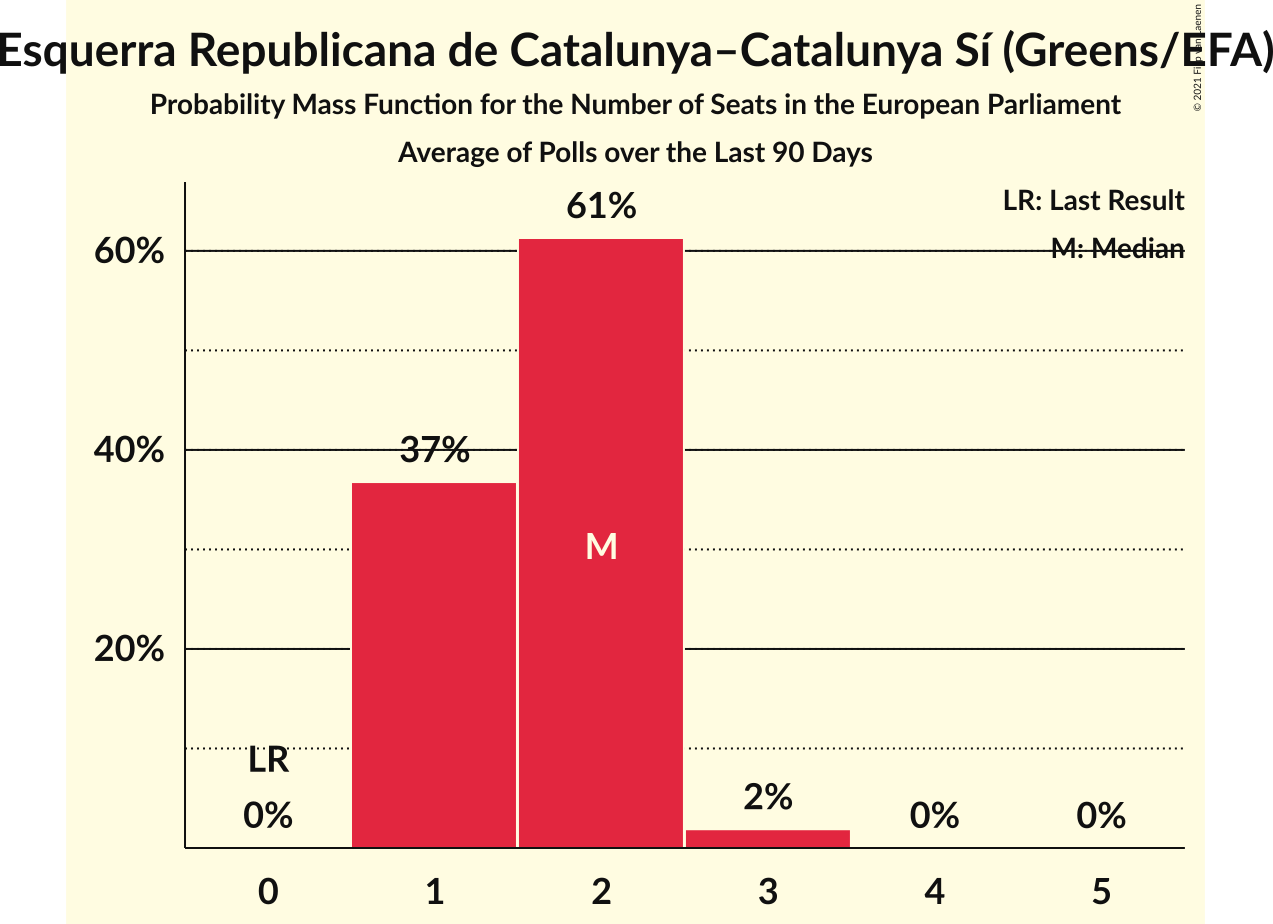 Esquerra Republicana de Catalunya–Catalunya Sí (Greens/EFA)
Probability Mass Function for the Number of Seats in the European Parliament
Average of Polls over the Last 90 Days
© 2021
LR: Last Result
M: Median
61%
60%
40%
37%
M
20%
LR
0%
2%
0%
0%
0 1 2 3 4 5